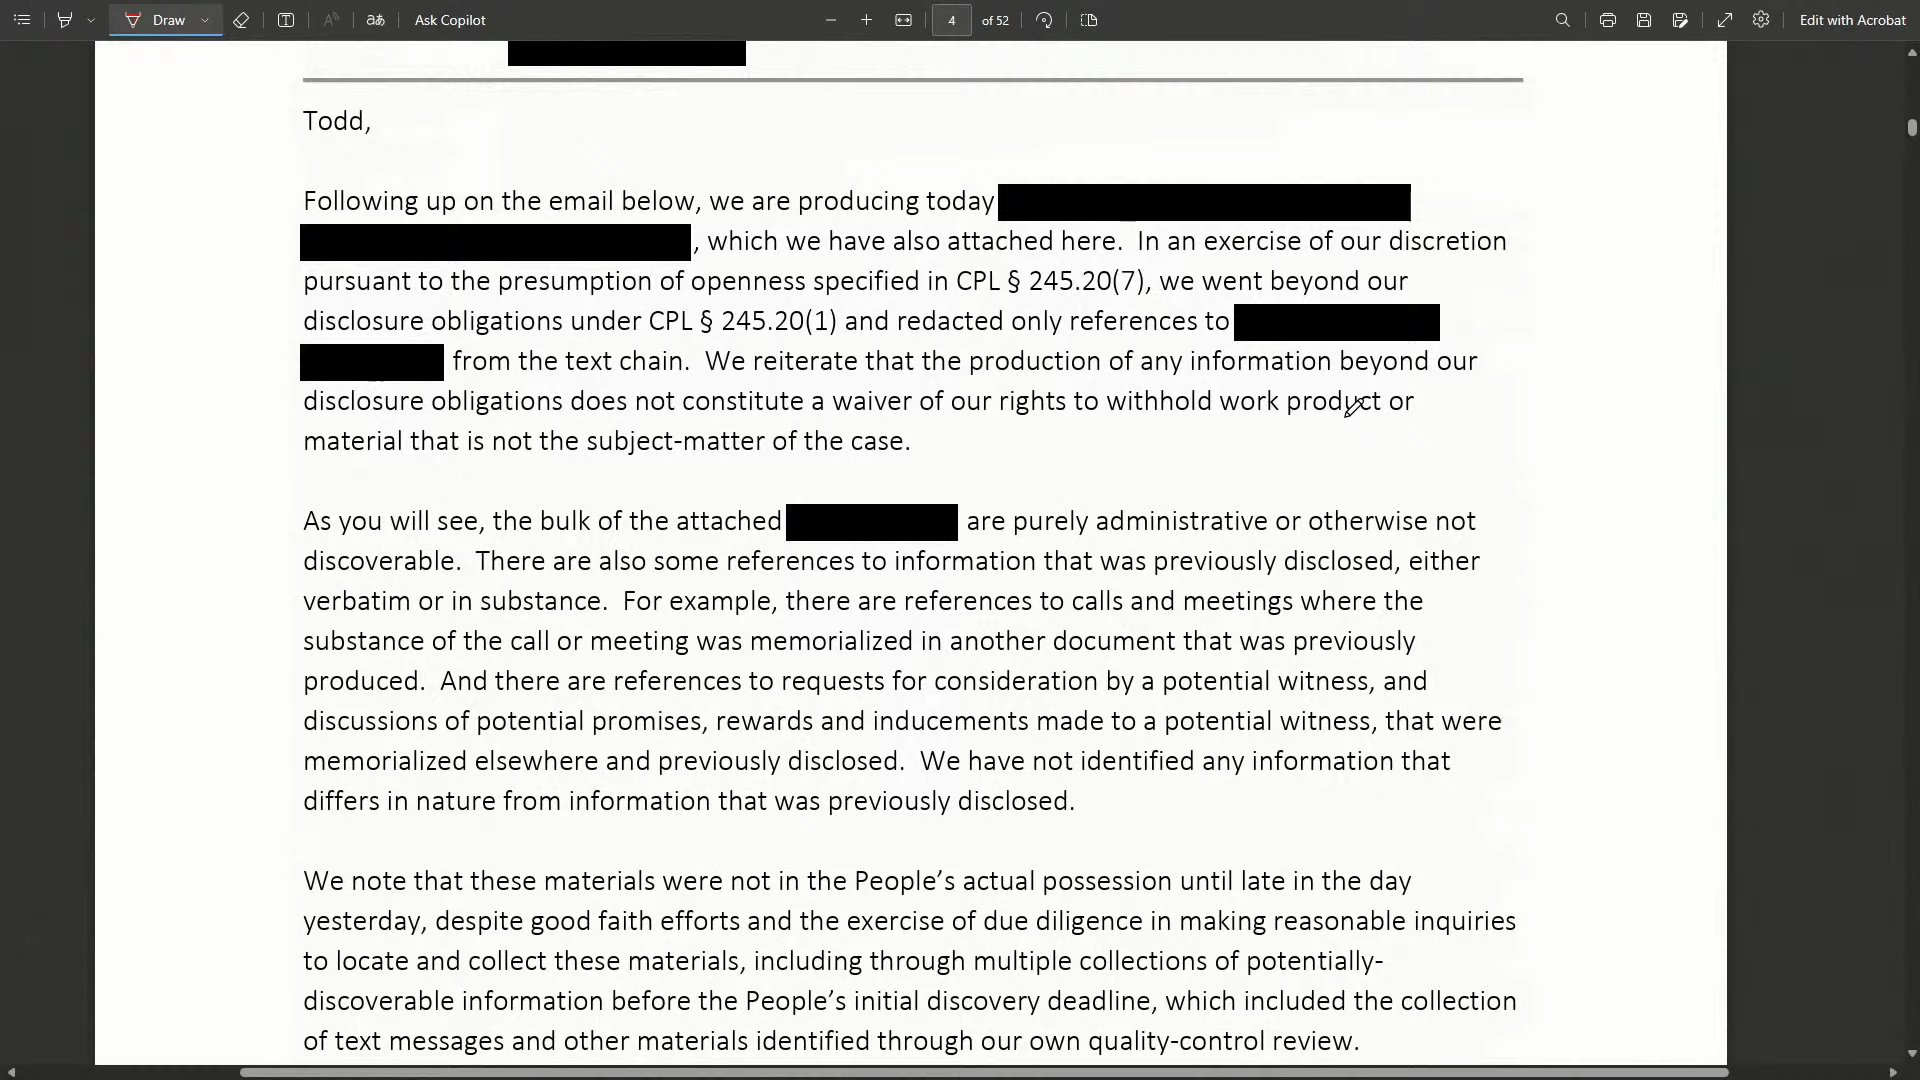 Draw
aあ
Ask Copilot
4 of 52
Edit with Acrobat
Todd,
Following up on the email below, we are producing today
, which we have also attached here. In an exercise of our discretion
pursuant to the presumption of openness specified in CPL § 245.20(7), we went beyond our
disclosure obligations under CPL § 245.20(1) and redacted only references to
from the text chain. We reiterate that the production of any information beyond our
disclosure obligations does not constitute a waiver of our rights to withhold work product or
material that is not the subject-matter of the case.
As you will see, the bulk of the attached are purely administrative or otherwise not
discoverable. There are also some references to information that was previously disclosed, either
verbatim or in substance. For example, there are references to calls and meetings where the
substance of the call or meeting was memorialized in another document that was previously
produced. And there are references to requests for consideration by a potential witness, and
discussions of potential promises, rewards and inducements made to a potential witness, that were
memorialized elsewhere and previously disclosed. We have not identified any information that
differs in nature from information that was previously disclosed.
We note that these materials were not in the People’s actual possession until late in the day
yesterday, despite good faith efforts and the exercise of due diligence in making reasonable inquiries
to locate and collect these materials, including through multiple collections of potentially-
discoverable information before the People’s initial discovery deadline, which included the collection
of text messages and other materials identified through our own quality-control review.